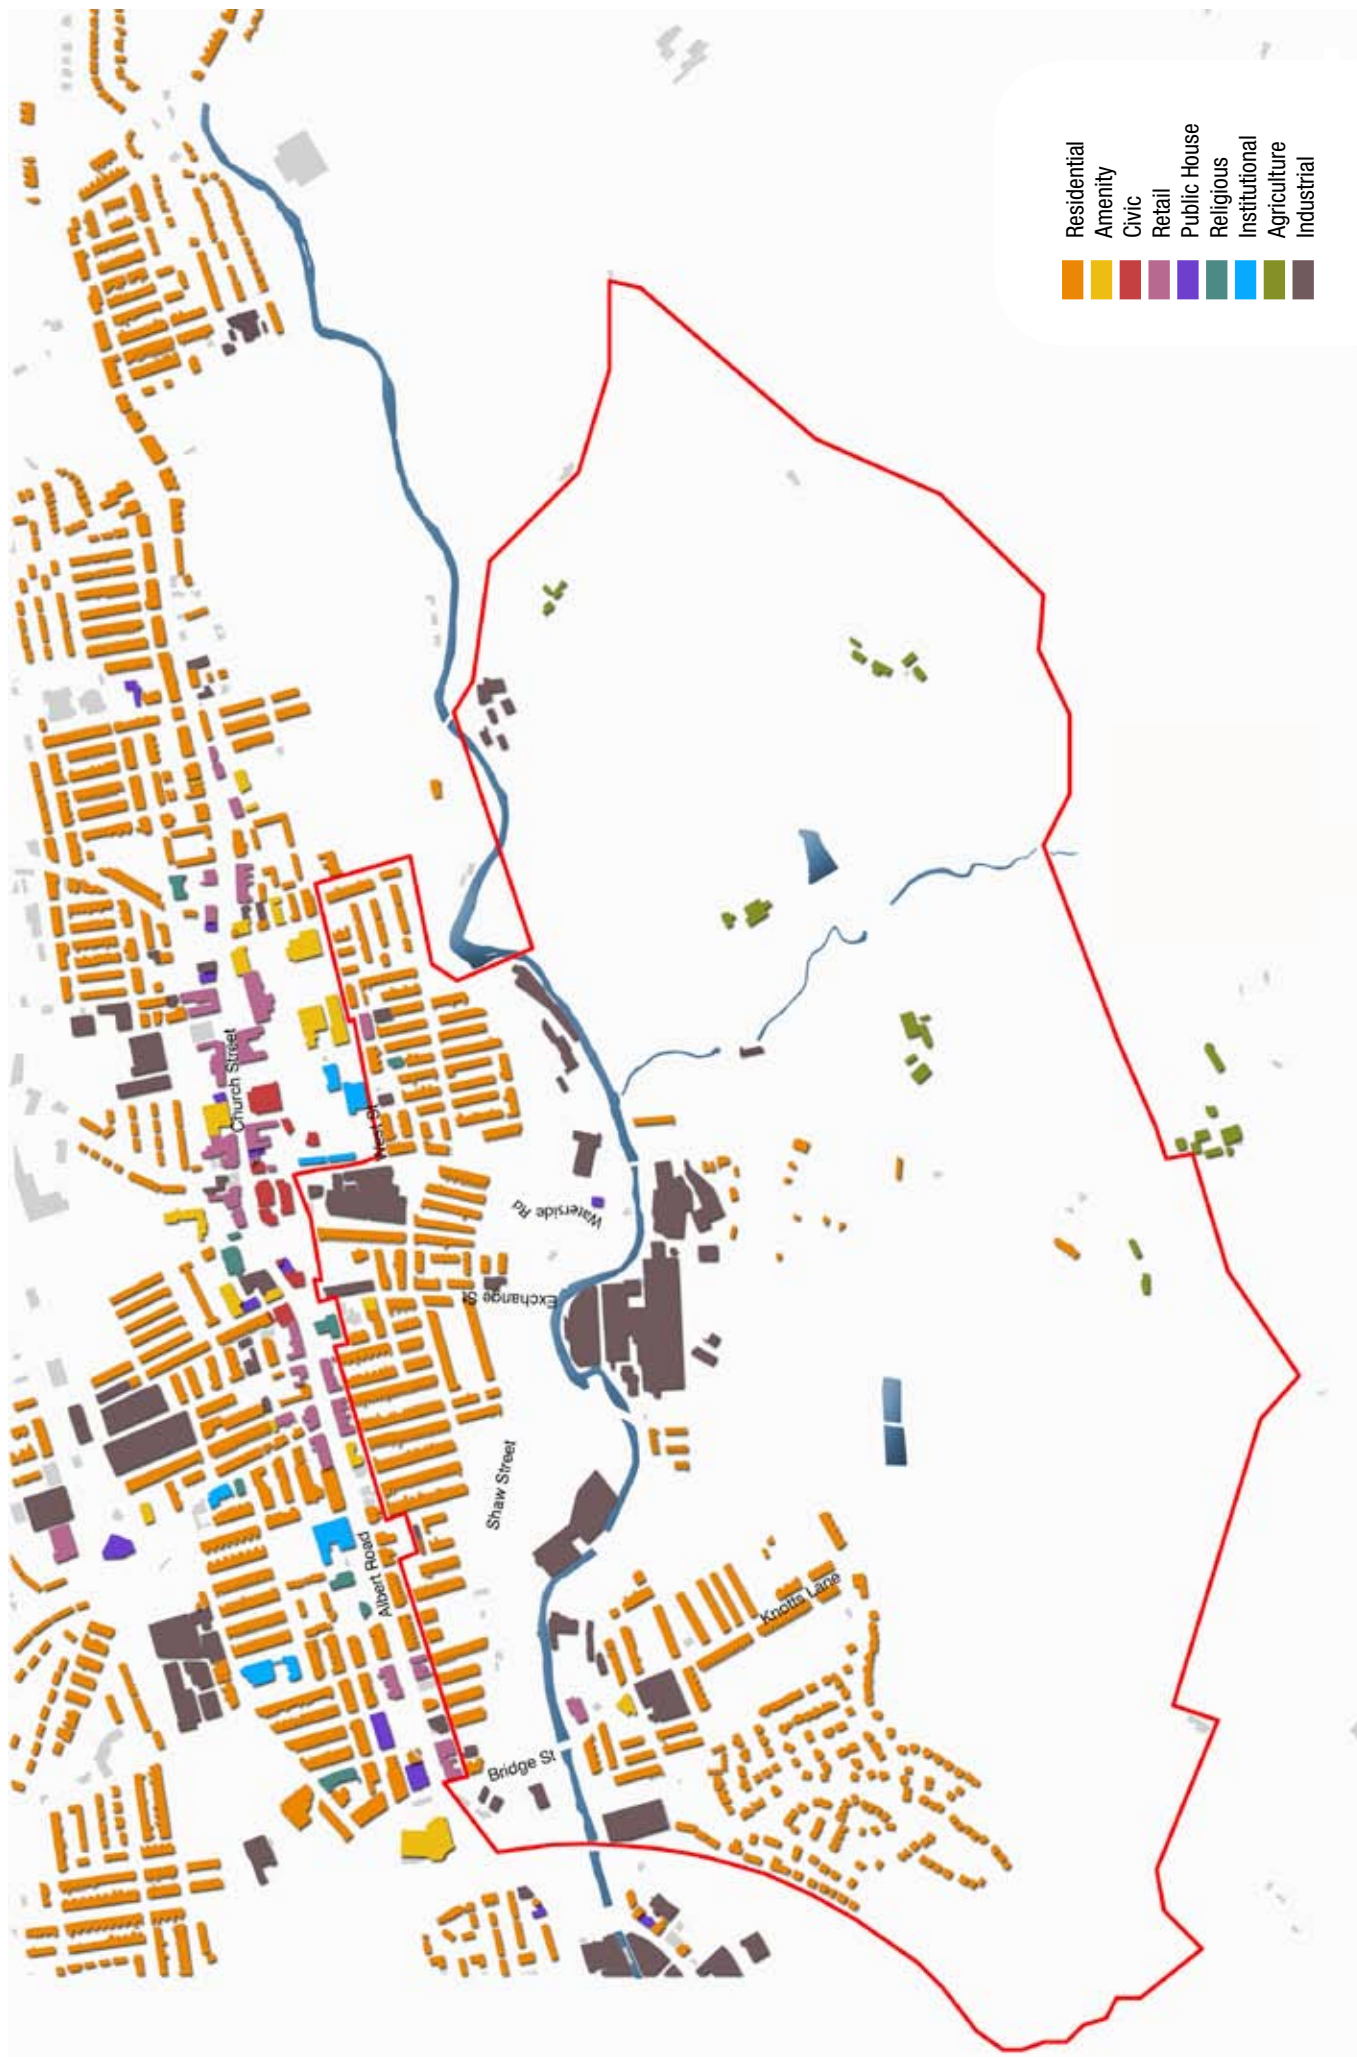 Residential
Amenity
Civic
Retail
Public House
Religious
Institutional
Agriculture
Industrial
Church Street
West St
Waterside Rd
Exchange St
Shaw Street
Albert Road
Knotts Lane
Bridge St